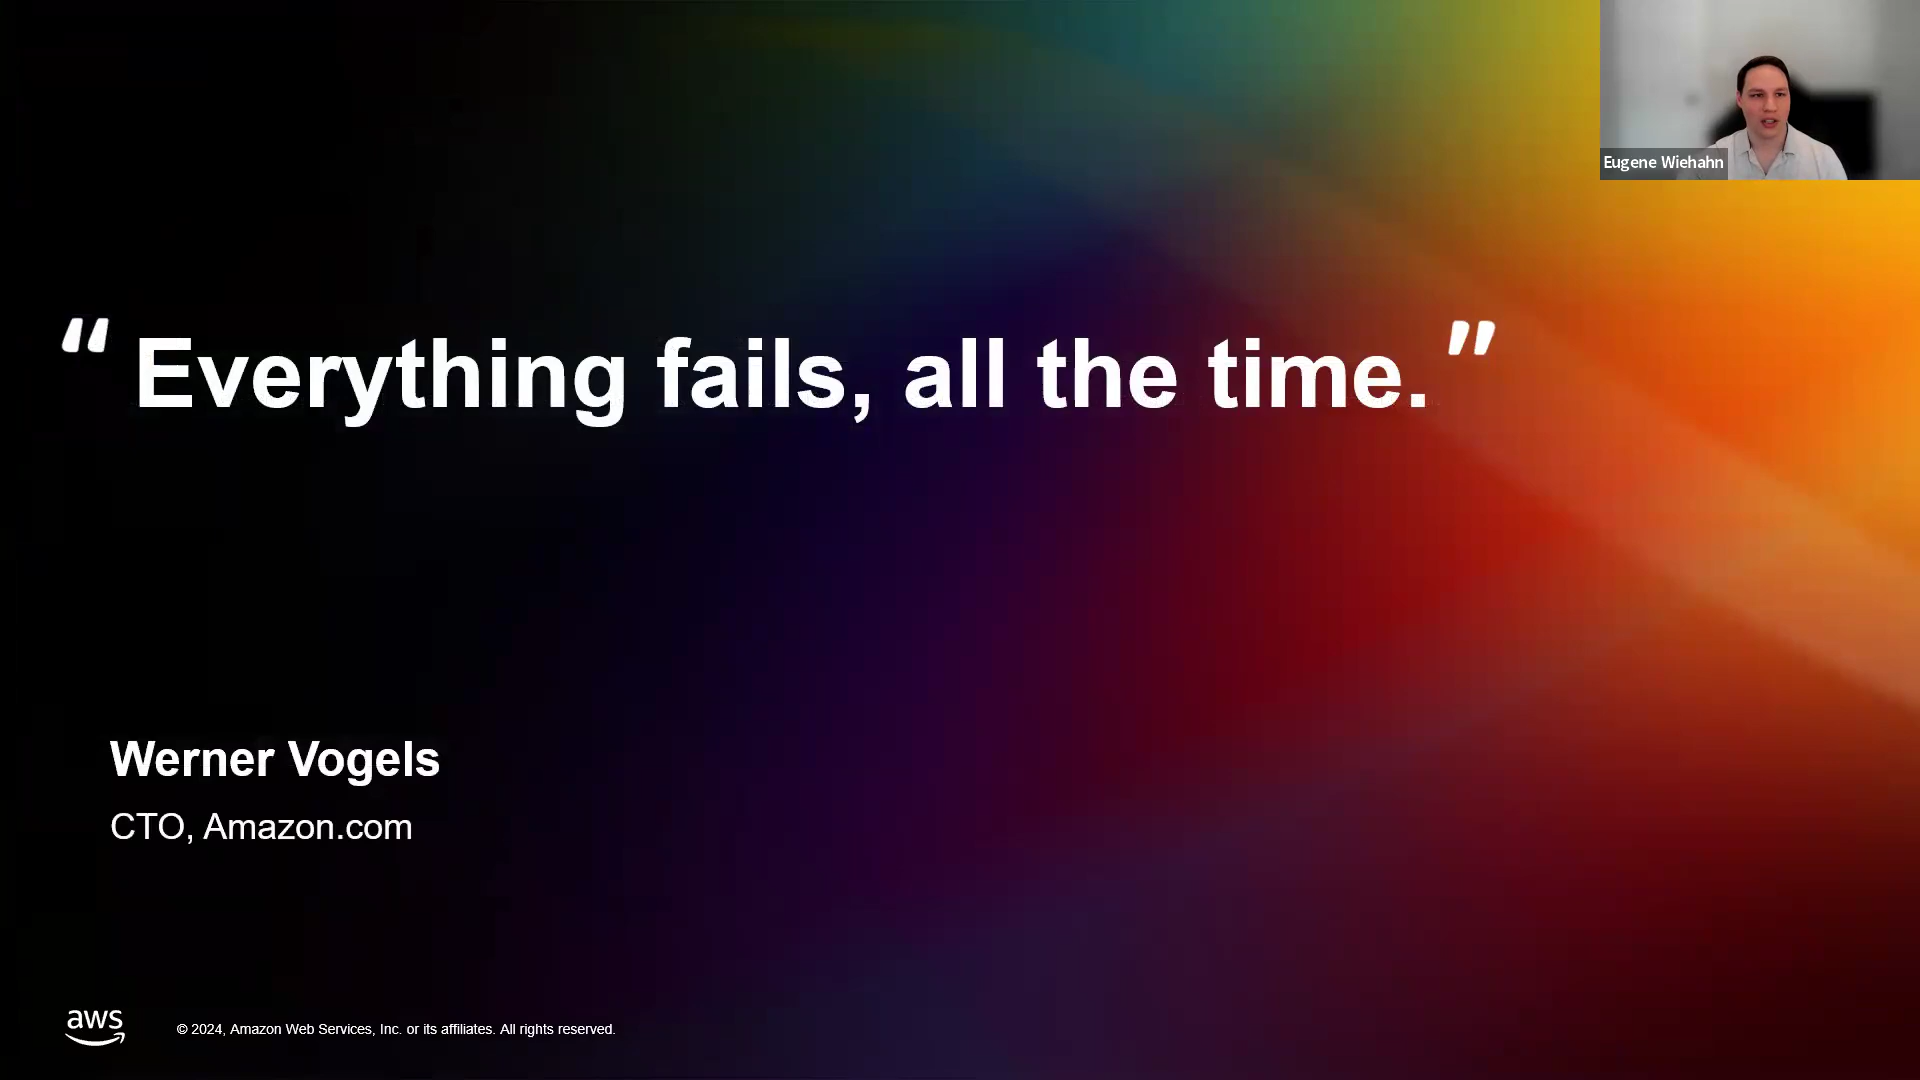 Eugene Wiehahn
“Everything fails, all the time.”
Werner Vogels
CTO, Amazon.com
aws
© 2024, Amazon Web Services, Inc. or its affiliates. All rights reserved.